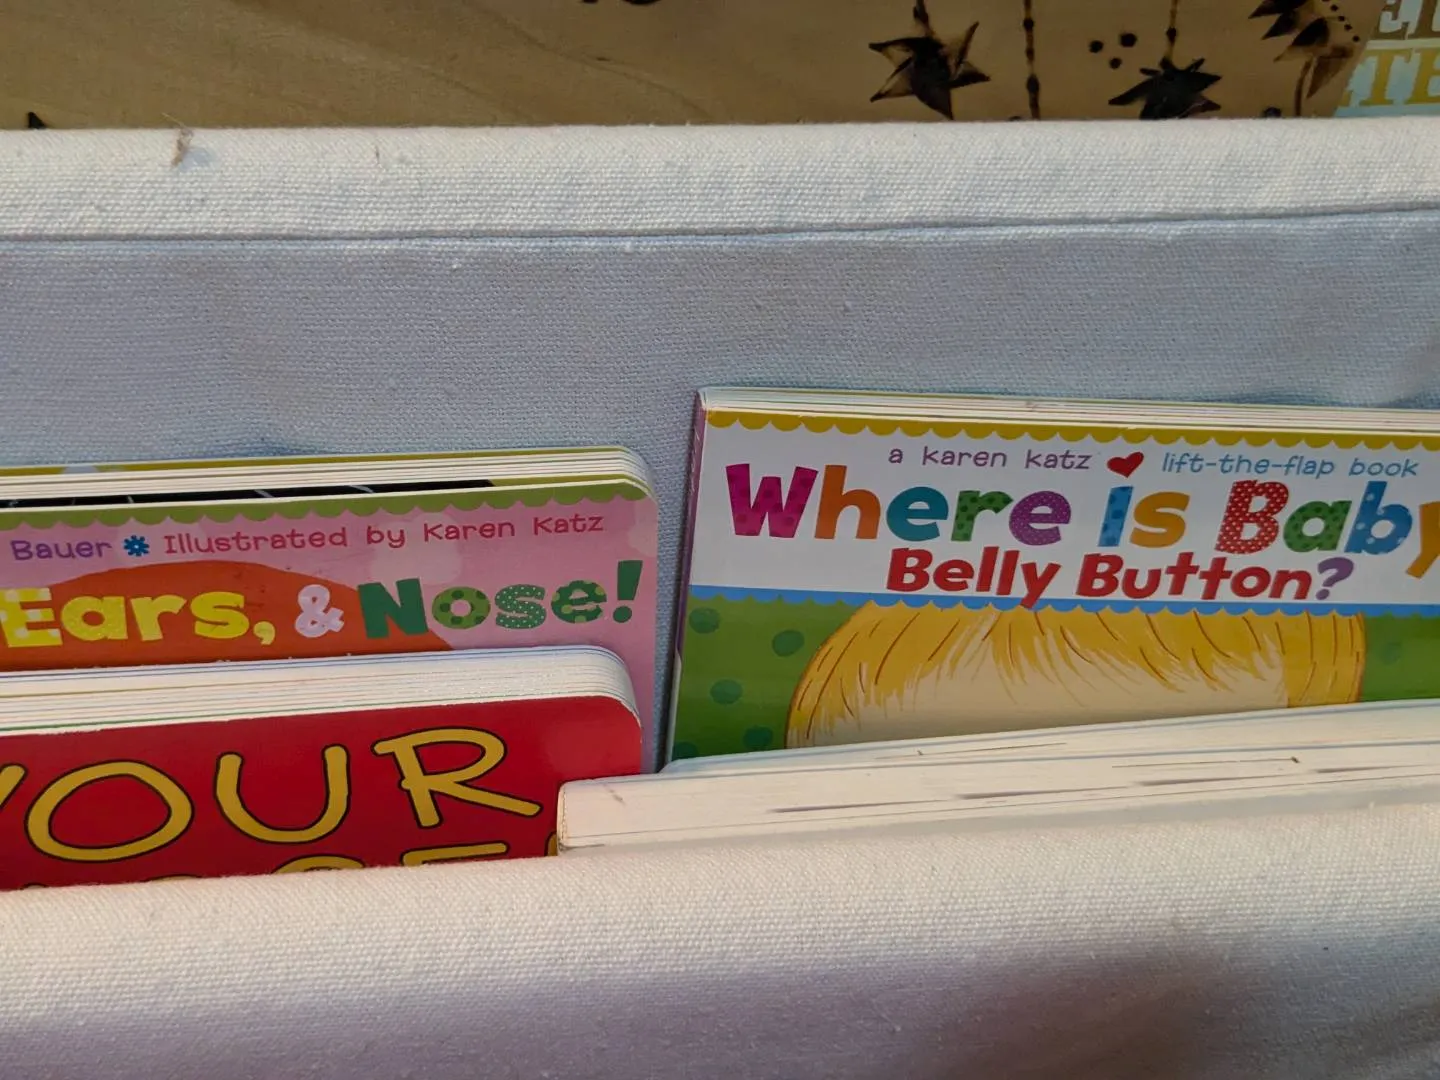 Bauer Illustrated by Karen Katz
Ears, & Nose!
YOUR
a karen katz lift-the-flap book
Where is Baby
Belly Button?